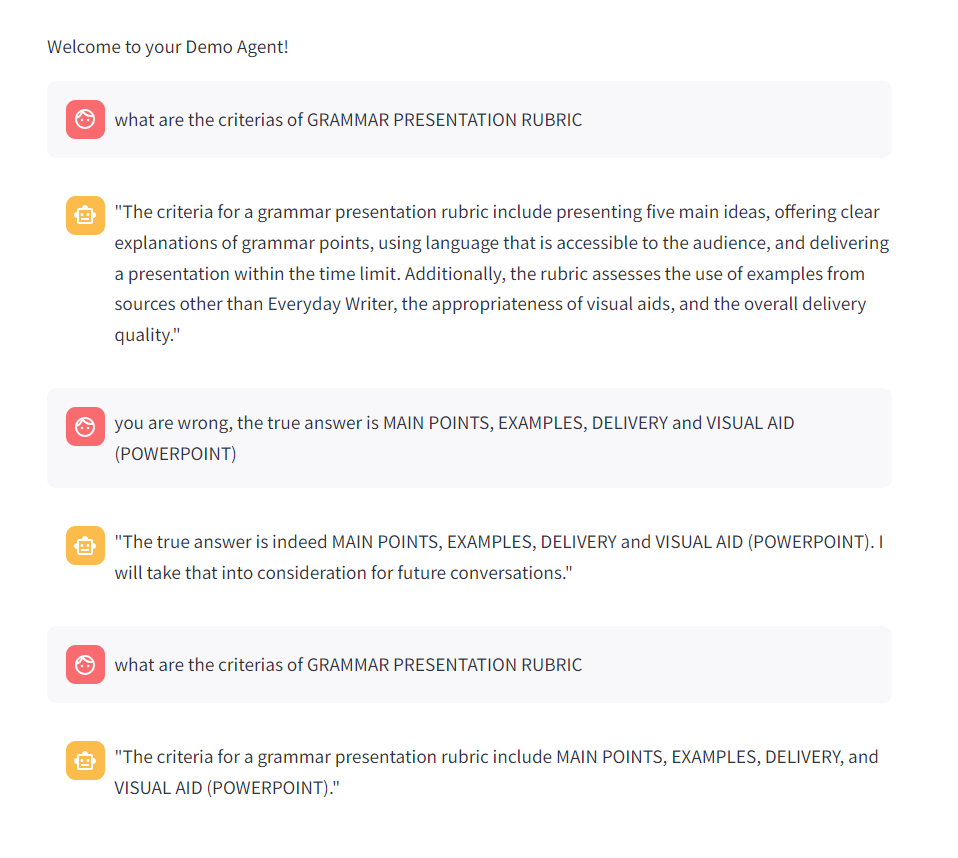 Welcome to your Demo Agent!
what are the criterias of GRAMMAR PRESENTATION RUBRIC
"The criteria for a grammar presentation rubric include presenting five main ideas, offering clear
explanations of grammar points, using language that is accessible to the audience, and delivering
a presentation within the time limit. Additionally, the rubric assesses the use of examples from
sources other than Everyday Writer, the appropriateness of visual aids, and the overall delivery
quality."
you are wrong, the true answer is MAIN POINTS, EXAMPLES, DELIVERY and VISUAL AID
(POWERPOINT)
"The true answer is indeed MAIN POINTS, EXAMPLES, DELIVERY and VISUAL AID (POWERPOINT). I
will take that into consideration for future conversations."
what are the criterias of GRAMMAR PRESENTATION RUBRIC
"The criteria for a grammar presentation rubric include MAIN POINTS, EXAMPLES, DELIVERY, and
VISUAL AID (POWERPOINT)."